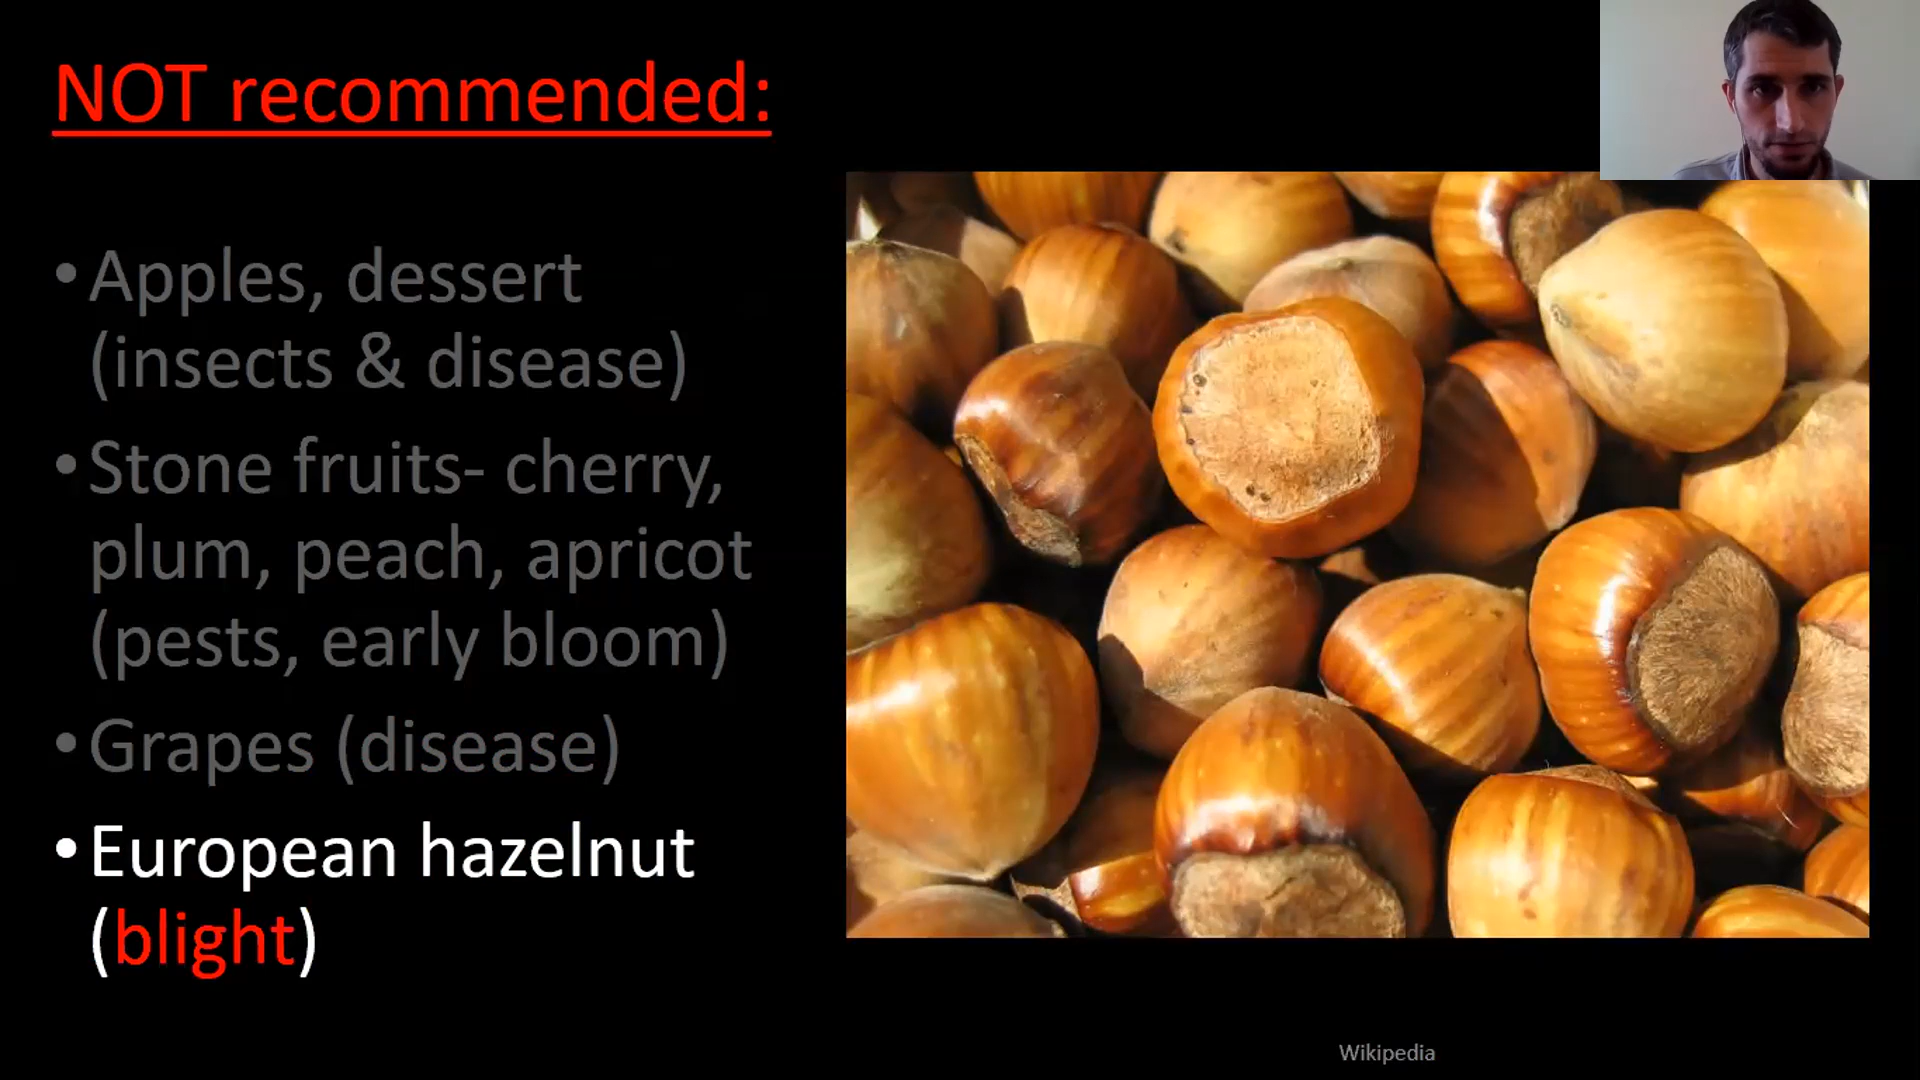 NOT recommended:
• Apples, dessert
(insects & disease)
• Stone fruits- cherry,
plum, peach, apricot
(pests, early bloom)
• Grapes (disease)
• European hazelnut
(blight)
Wikipedia